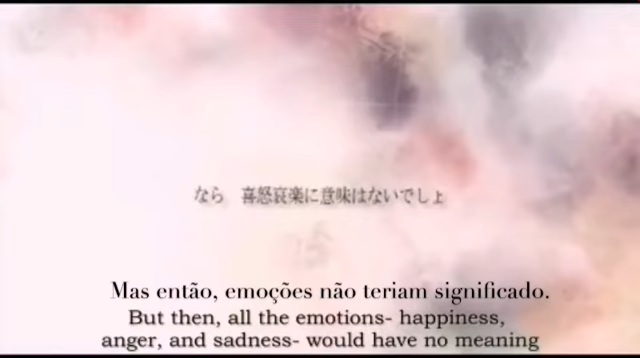 なら 喜怒哀楽に意味はないでしょ
Mas então, emoções não teriam significado.
But then, all the emotions- happiness,
anger, and sadness- would have no meaning